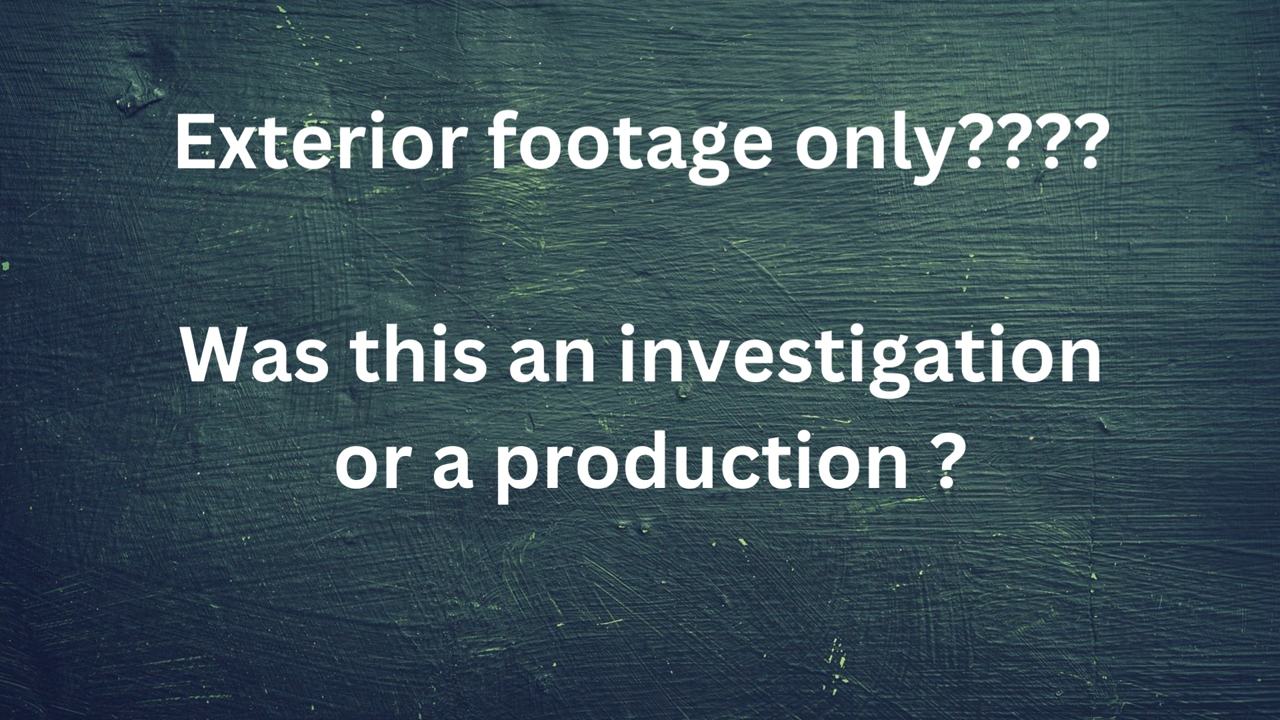 Exterior footage only????
Was this an investigation
or a production ?